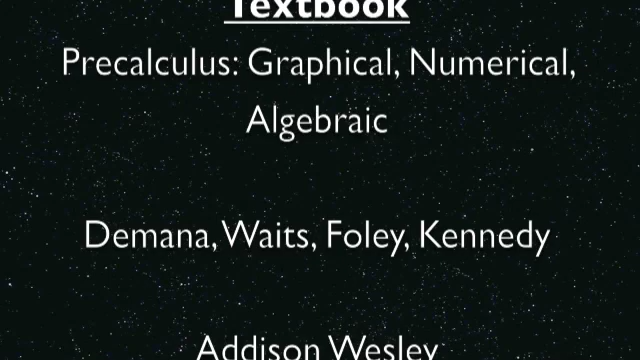 Textbook
Precalculus: Graphical, Numerical,
Algebraic
Demana, Waits, Foley, Kennedy
Addison Wesley